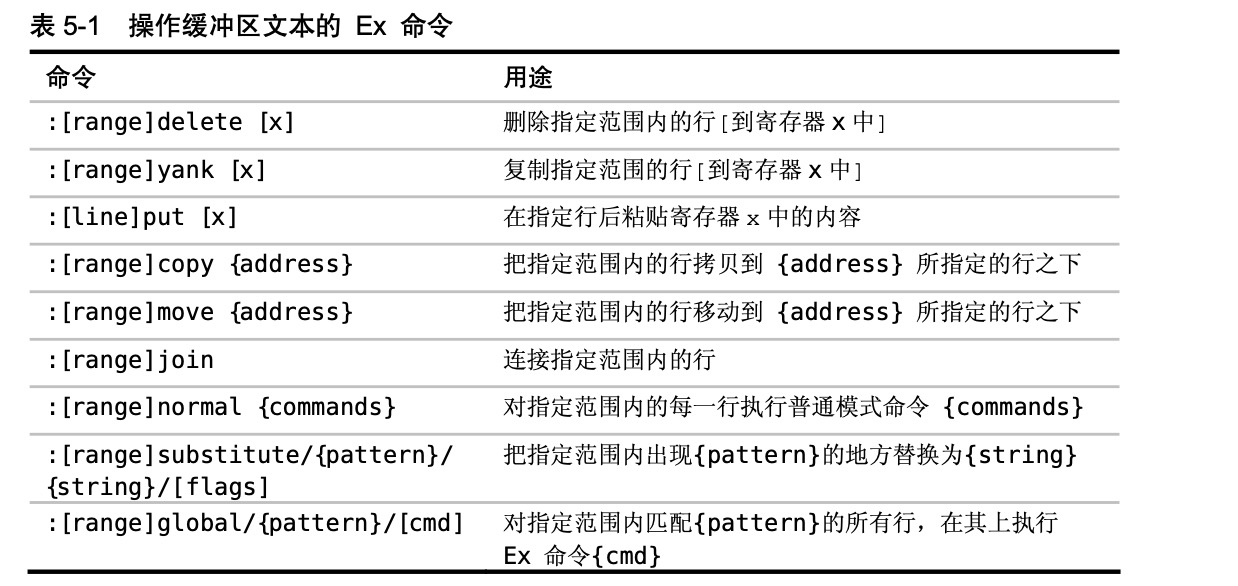 表 5-1 操作缓冲区文本的 Ex 命令
命令 用途
:[range]delete [x] 删除指定范围内的行[到寄存器 x 中]
:[range]yank [x] 复制指定范围的行[到寄存器 x 中]
:[line]put [x] 在指定行后粘贴寄存器 x 中的内容
:[range]copy {address} 把指定范围内的行拷贝到 {address} 所指定的行之下
:[range]move {address} 把指定范围内的行移动到 {address} 所指定的行之下
:[range]join 连接指定范围内的行
:[range]normal {commands} 对指定范围内的每一行执行普通模式命令 {commands}
:[range]substitute/{pattern}/ 把指定范围内出现{pattern}的地方替换为{string}
{string}/[flags]
:[range]global/{pattern}/[cmd] 对指定范围内匹配{pattern}的所有行，在其上执行
Ex 命令{cmd}